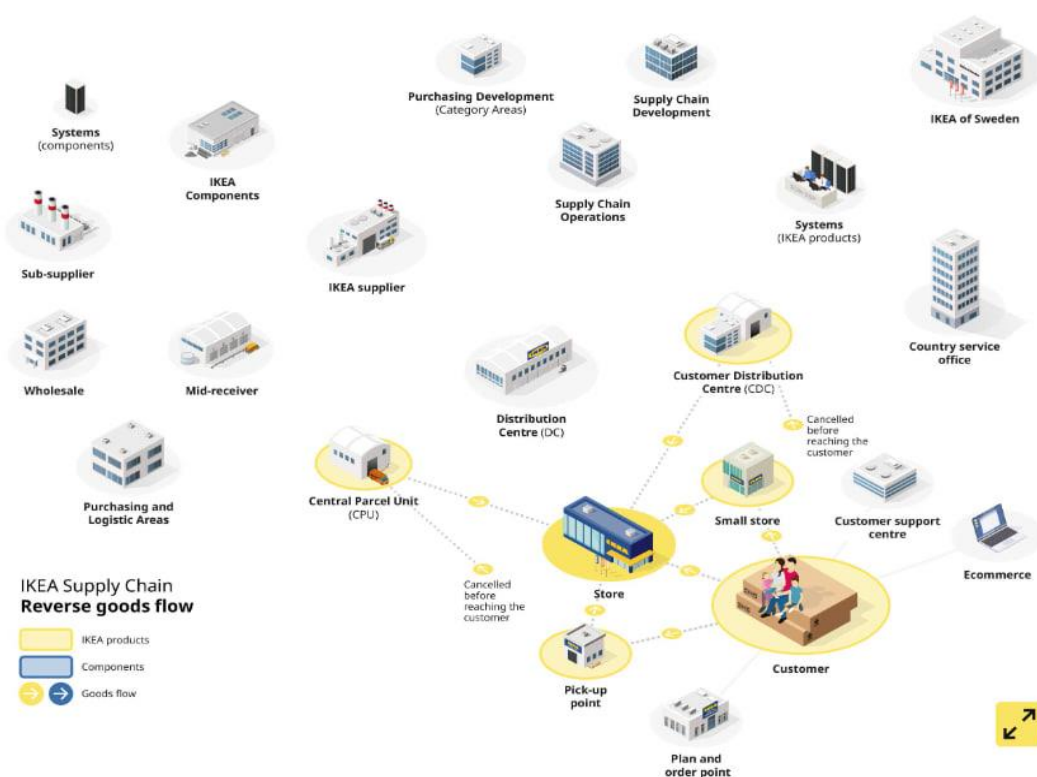 Purchasing Development
(Category Areas)
Supply Chain
Development
IKEA of Sweden
Systems
(components)
IKEA
Components
Supply Chain
Operations
Systems
(IKEA products)
Sub-supplier
IKEA supplier
Wholesale
Mid-receiver
Country service
office
Customer Distribution
Centre (CDC)
Distribution
Centre (DC)
Cancelled
before
reaching the
customer
Purchasing and
Logistic Areas
Central Parcel Unit
(CPU)
Small store
Customer support
centre
Ecommerce
Cancelled
before
reaching the
customer
Store
Customer
Pick-up
point
Plan and
order point
IKEA Supply Chain
Reverse goods flow
IKEA products
Components
Goods flow